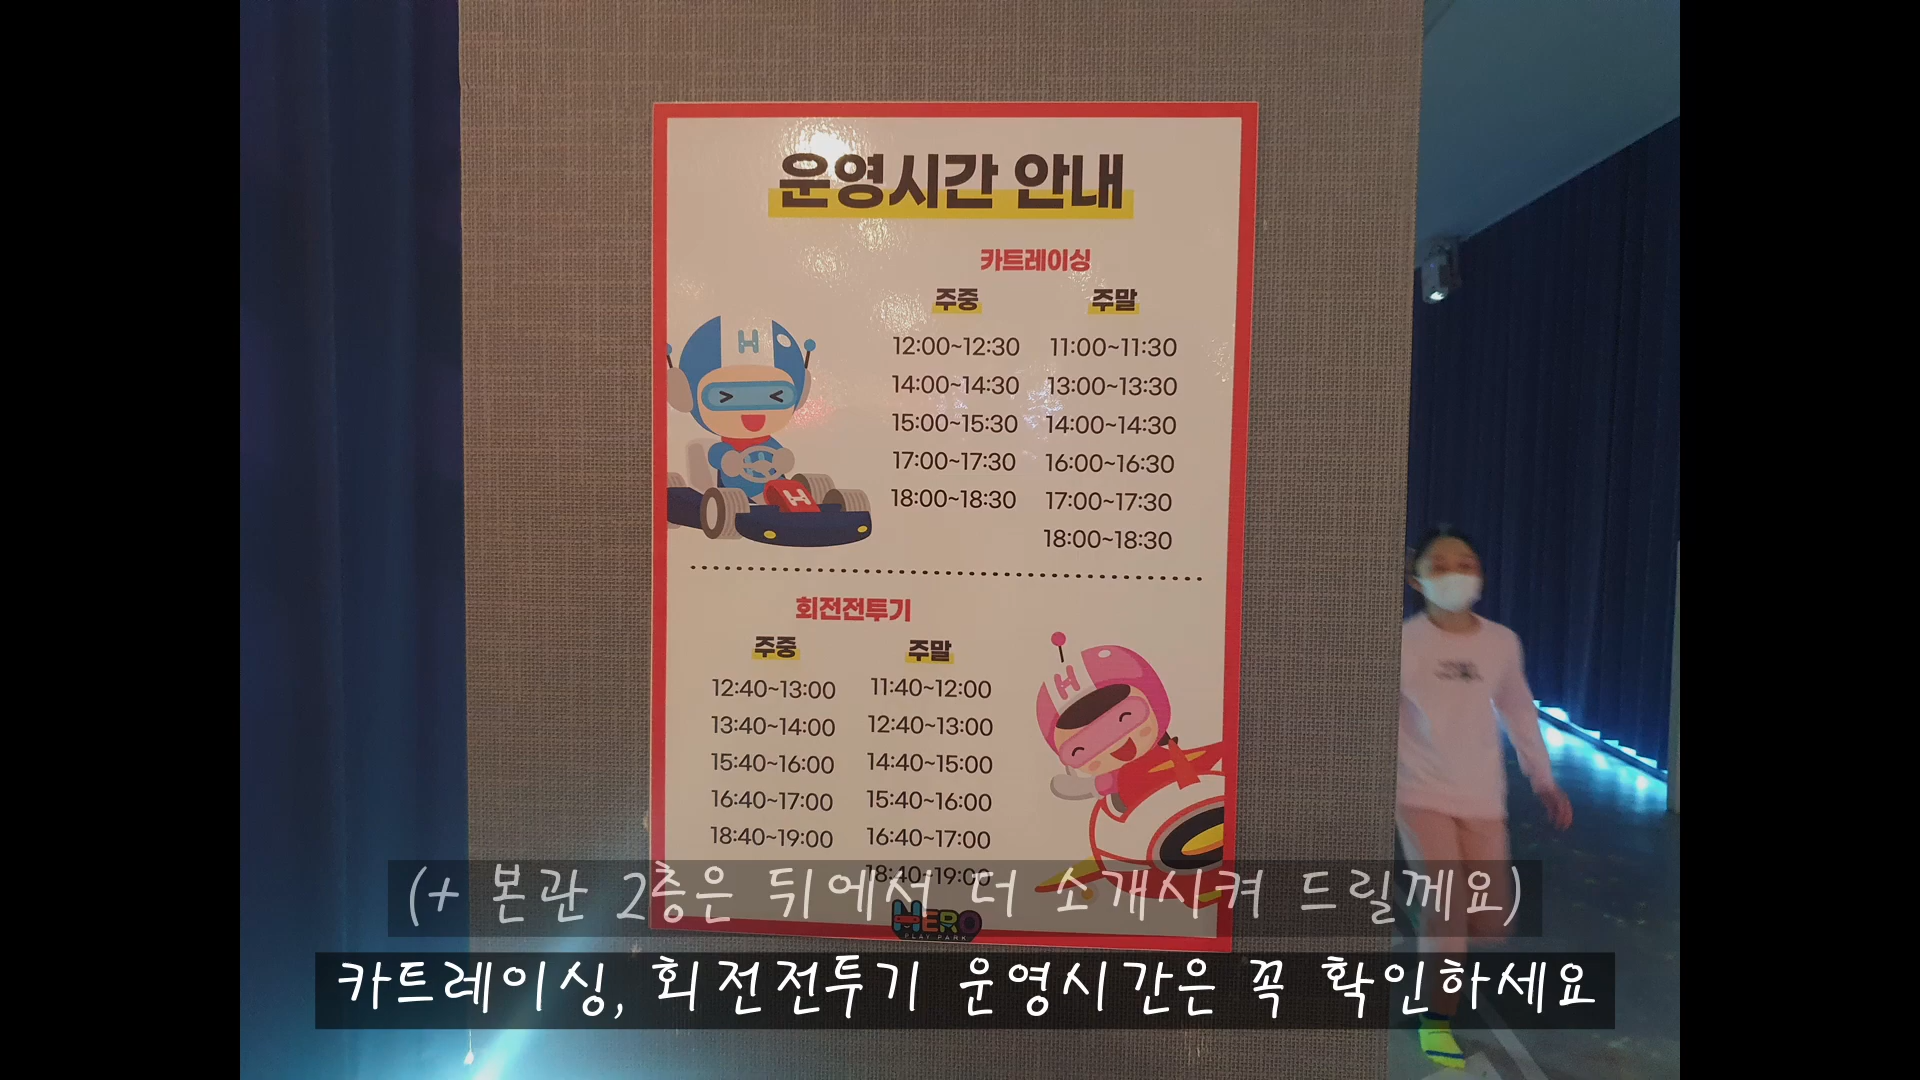 운영시간 안내
카트레이싱
주중 주말
12:00~12:30 11:00~11:30
14:00~14:30 13:00~13:30
15:00~15:30 14:00~14:30
17:00~17:30 16:00~16:30
18:00~18:30 17:00~17:30
18:00~18:30
회전전투기
주중 주말
12:40~13:00 11:40~12:00
13:40~14:00 12:40~13:00
15:40~16:00 14:40~15:00
16:40~17:00 15:40~16:00
18:40~19:00 16:40~17:00
18:40~19:00
HERO
PLAY PARK
H
H
H
(+ 본관 2층은 뒤에서 더 소개시켜 드릴께요)
카트레이싱, 회전전투기 운영시간은 꼭 확인하세요